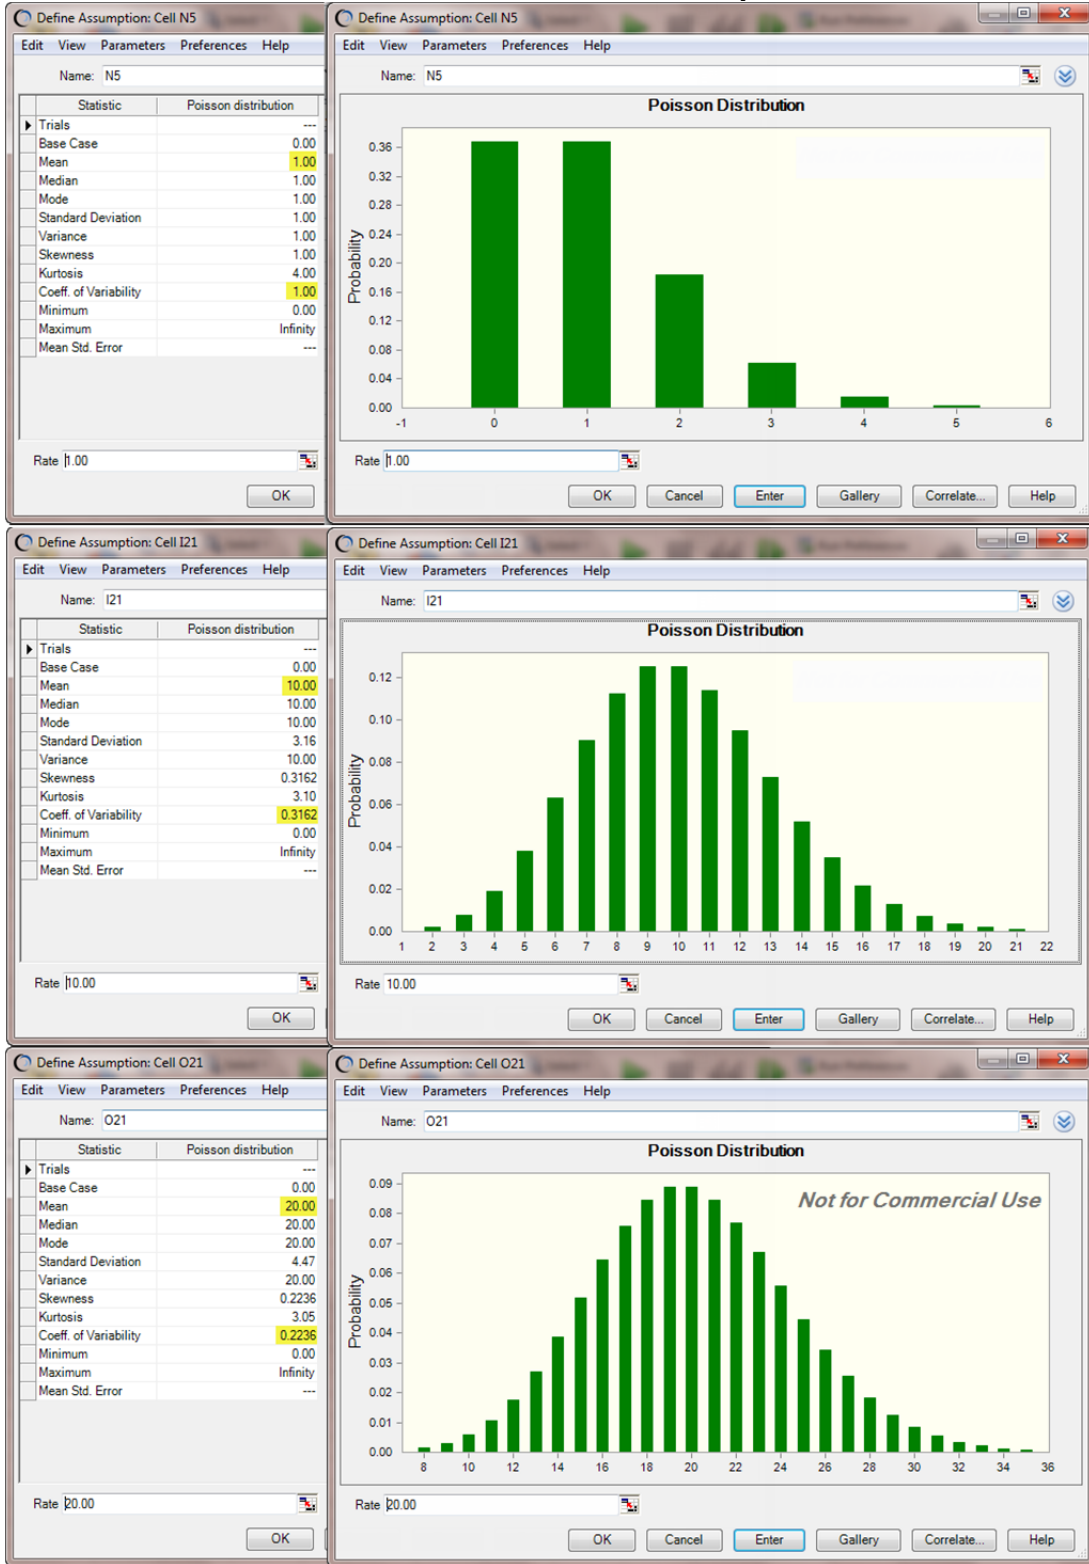 Define Assumption: Cell N5
Edit View Parameters Preferences Help
Name: N5
Statistic Poisson distribution
Trials ---
Base Case 0.00
Mean 1.00
Median 1.00
Mode 1.00
Standard Deviation 1.00
Variance 1.00
Skewness 1.00
Kurtosis 4.00
Coeff. of Variability 1.00
Minimum 0.00
Maximum Infinity
Mean Std. Error ---
Rate 1.00
OK
Define Assumption: Cell N5
Edit View Parameters Preferences Help
Name: N5
Poisson Distribution
Probability
0.36
0.32
0.28
0.24
0.20
0.16
0.12
0.08
0.04
0.00
-1 0 1 2 3 4 5 6
Rate 1.00
OK Cancel Enter Gallery Correlate... Help
Define Assumption: Cell I21
Edit View Parameters Preferences Help
Name: I21
Statistic Poisson distribution
Trials ---
Base Case 0.00
Mean 10.00
Median 10.00
Mode 10.00
Standard Deviation 3.16
Variance 10.00
Skewness 0.3162
Kurtosis 3.10
Coeff. of Variability 0.3162
Minimum 0.00
Maximum Infinity
Mean Std. Error ---
Rate 10.00
OK
Define Assumption: Cell I21
Edit View Parameters Preferences Help
Name: I21
Poisson Distribution
Probability
0.12
0.10
0.08
0.06
0.04
0.02
0.00
1 2 3 4 5 6 7 8 9 10 11 12 13 14 15 16 17 18 19 20 21 22
Rate 10.00
OK Cancel Enter Gallery Correlate... Help
Define Assumption: Cell O21
Edit View Parameters Preferences Help
Name: O21
Statistic Poisson distribution
Trials ---
Base Case 0.00
Mean 20.00
Median 20.00
Mode 20.00
Standard Deviation 4.47
Variance 20.00
Skewness 0.2236
Kurtosis 3.05
Coeff. of Variability 0.2236
Minimum 0.00
Maximum Infinity
Mean Std. Error ---
Rate 20.00
OK
Define Assumption: Cell O21
Edit View Parameters Preferences Help
Name: O21
Poisson Distribution
Not for Commercial Use
Probability
0.09
0.08
0.07
0.06
0.05
0.04
0.03
0.02
0.01
0.00
8 10 12 14 16 18 20 22 24 26 28 30 32 34 36
Rate 20.00
OK Cancel Enter Gallery Correlate... Help